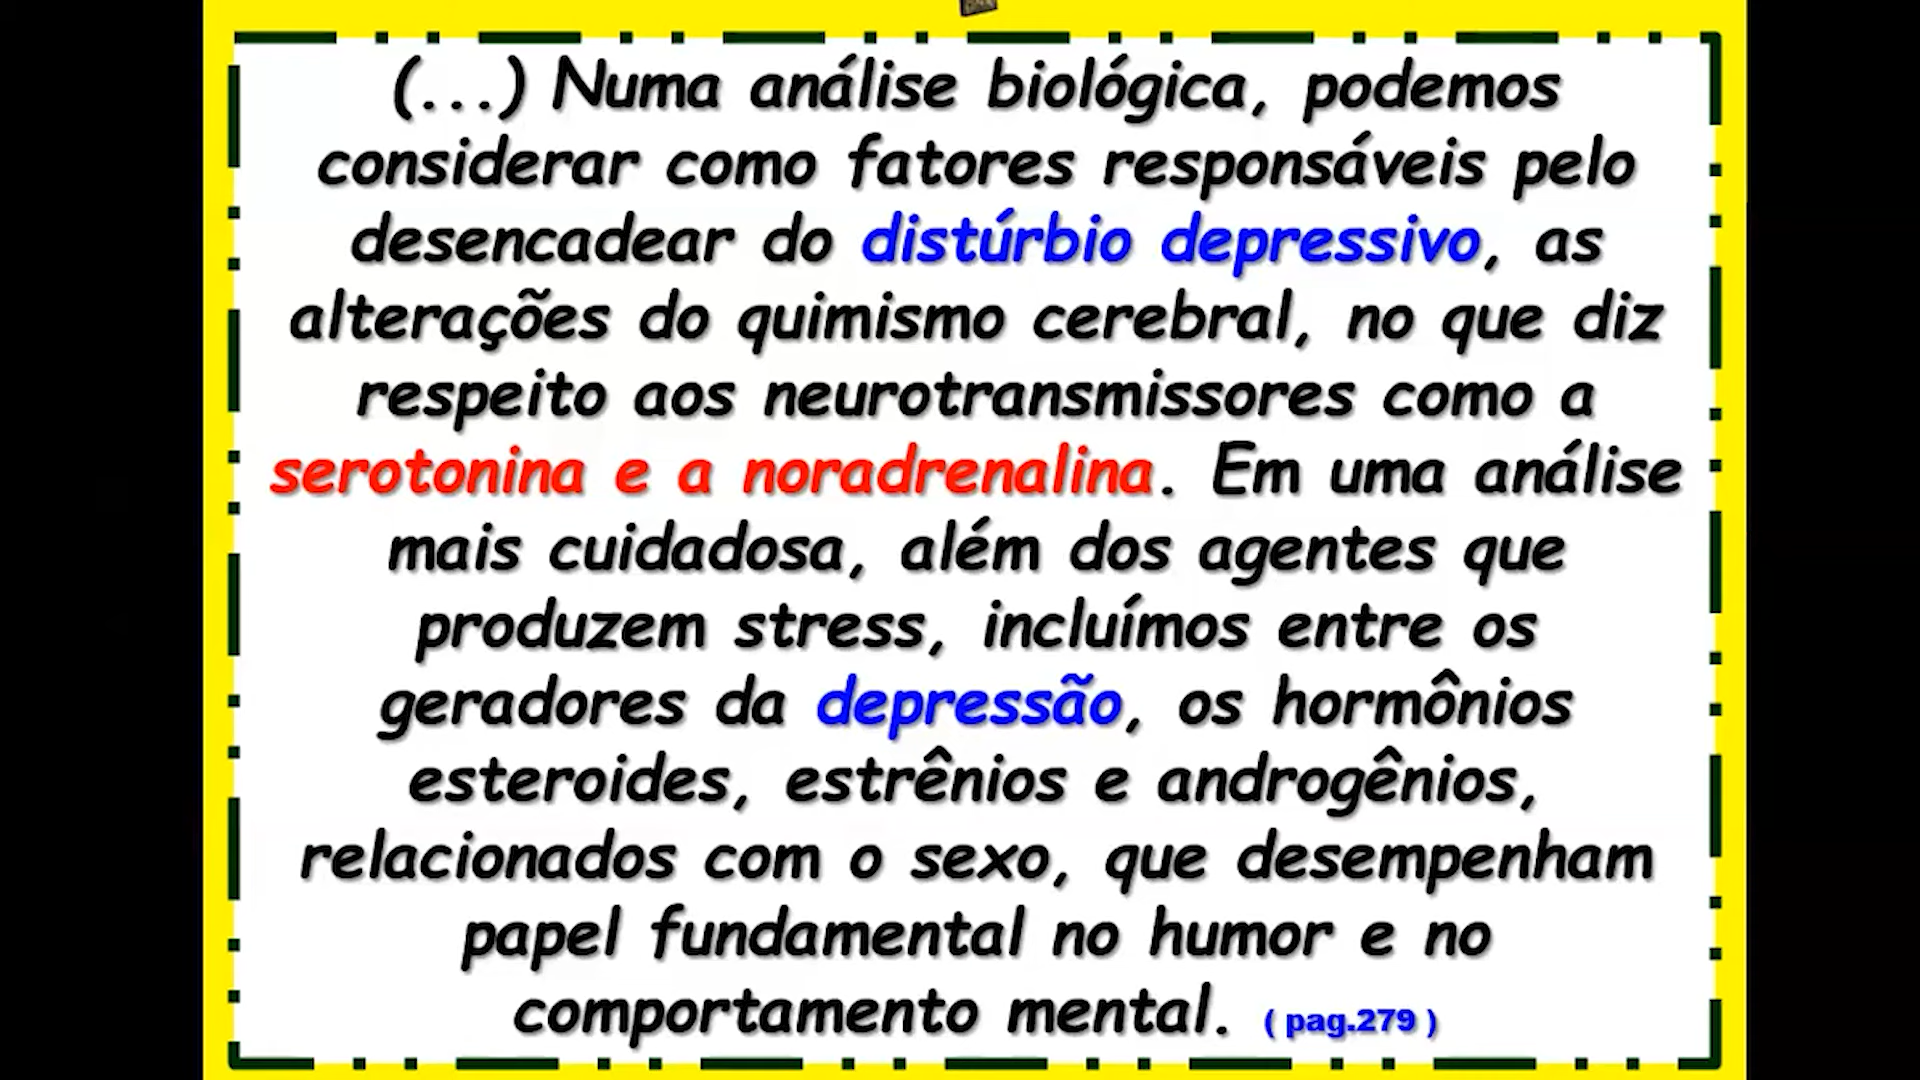 (...) Numa análise biológica, podemos
considerar como fatores responsáveis pelo
desencadear do distúrbio depressivo, as
alterações do quimismo cerebral, no que diz
respeito aos neurotransmissores como a
serotonina e a noradrenalina. Em uma análise
mais cuidadosa, além dos agentes que
produzem stress, incluímos entre os
geradores da depressão, os hormônios
esteroides, estrênios e androgênios,
relacionados com o sexo, que desempenham
papel fundamental no humor e no
comportamento mental. ( pag.279 )